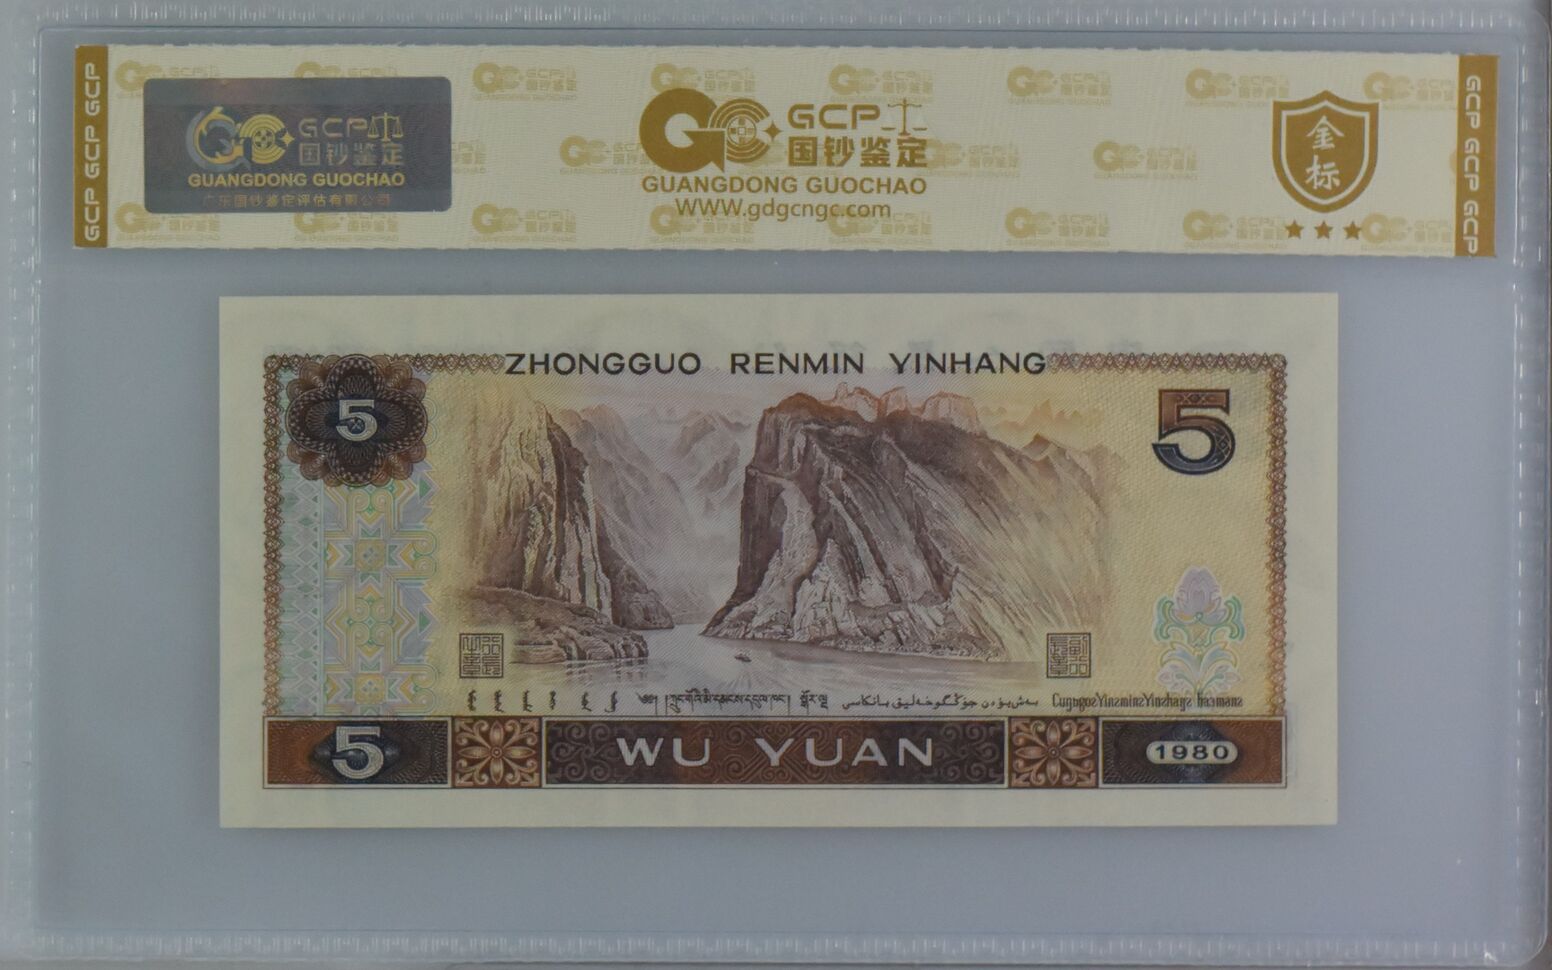 GCP GCP GCP
GCP
国钞鉴定
GUANGDONG GUOCHAO
广东国钞鉴定评估有限公司
GCP
国钞鉴定
GUANGDONG GUOCHAO
WWW.gdgcngc.com
金
标
GCP GCP GCP
ZHONGGUO RENMIN YINHANG
5
5
5
WU YUAN
1980